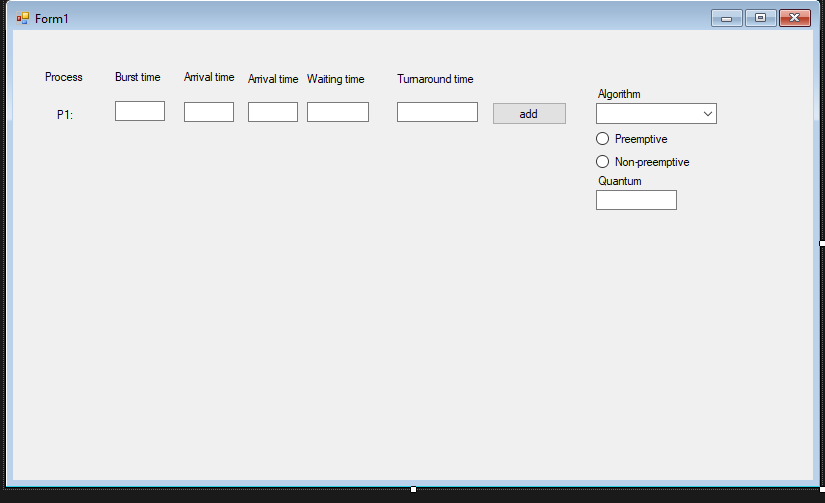 Form1
Process Burst time Arrival time Arrival time Waiting time Turnaround time
Algorithm
P1: add
Preemptive
Non-preemptive
Quantum